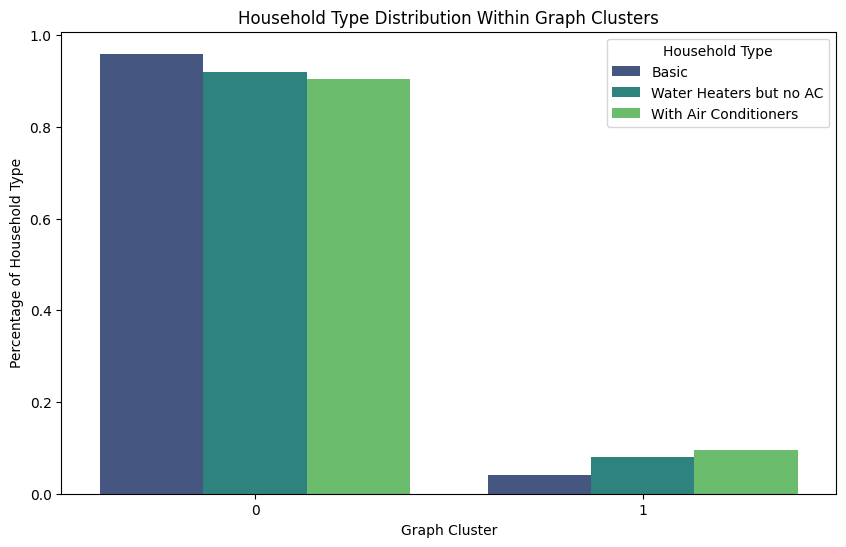 Household Type Distribution Within Graph Clusters
Household Type
Basic
Water Heaters but no AC
With Air Conditioners
Percentage of Household Type
1.0
0.8
0.6
0.4
0.2
0.0
0
1
Graph Cluster